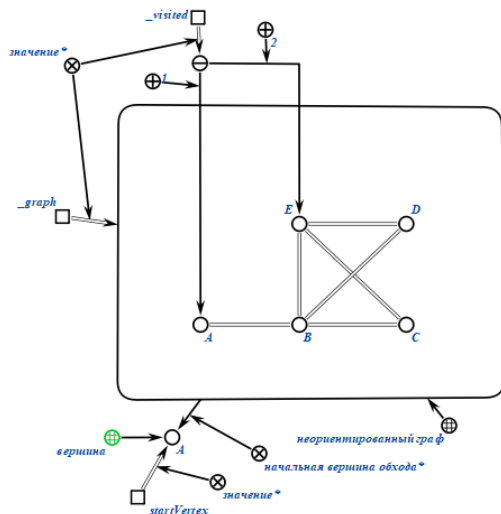 _visited
2
значение*
1
_graph
E
D
A
B
C
неориентированный граф
вершина
A
начальная вершина обхода*
значение*
startVertex